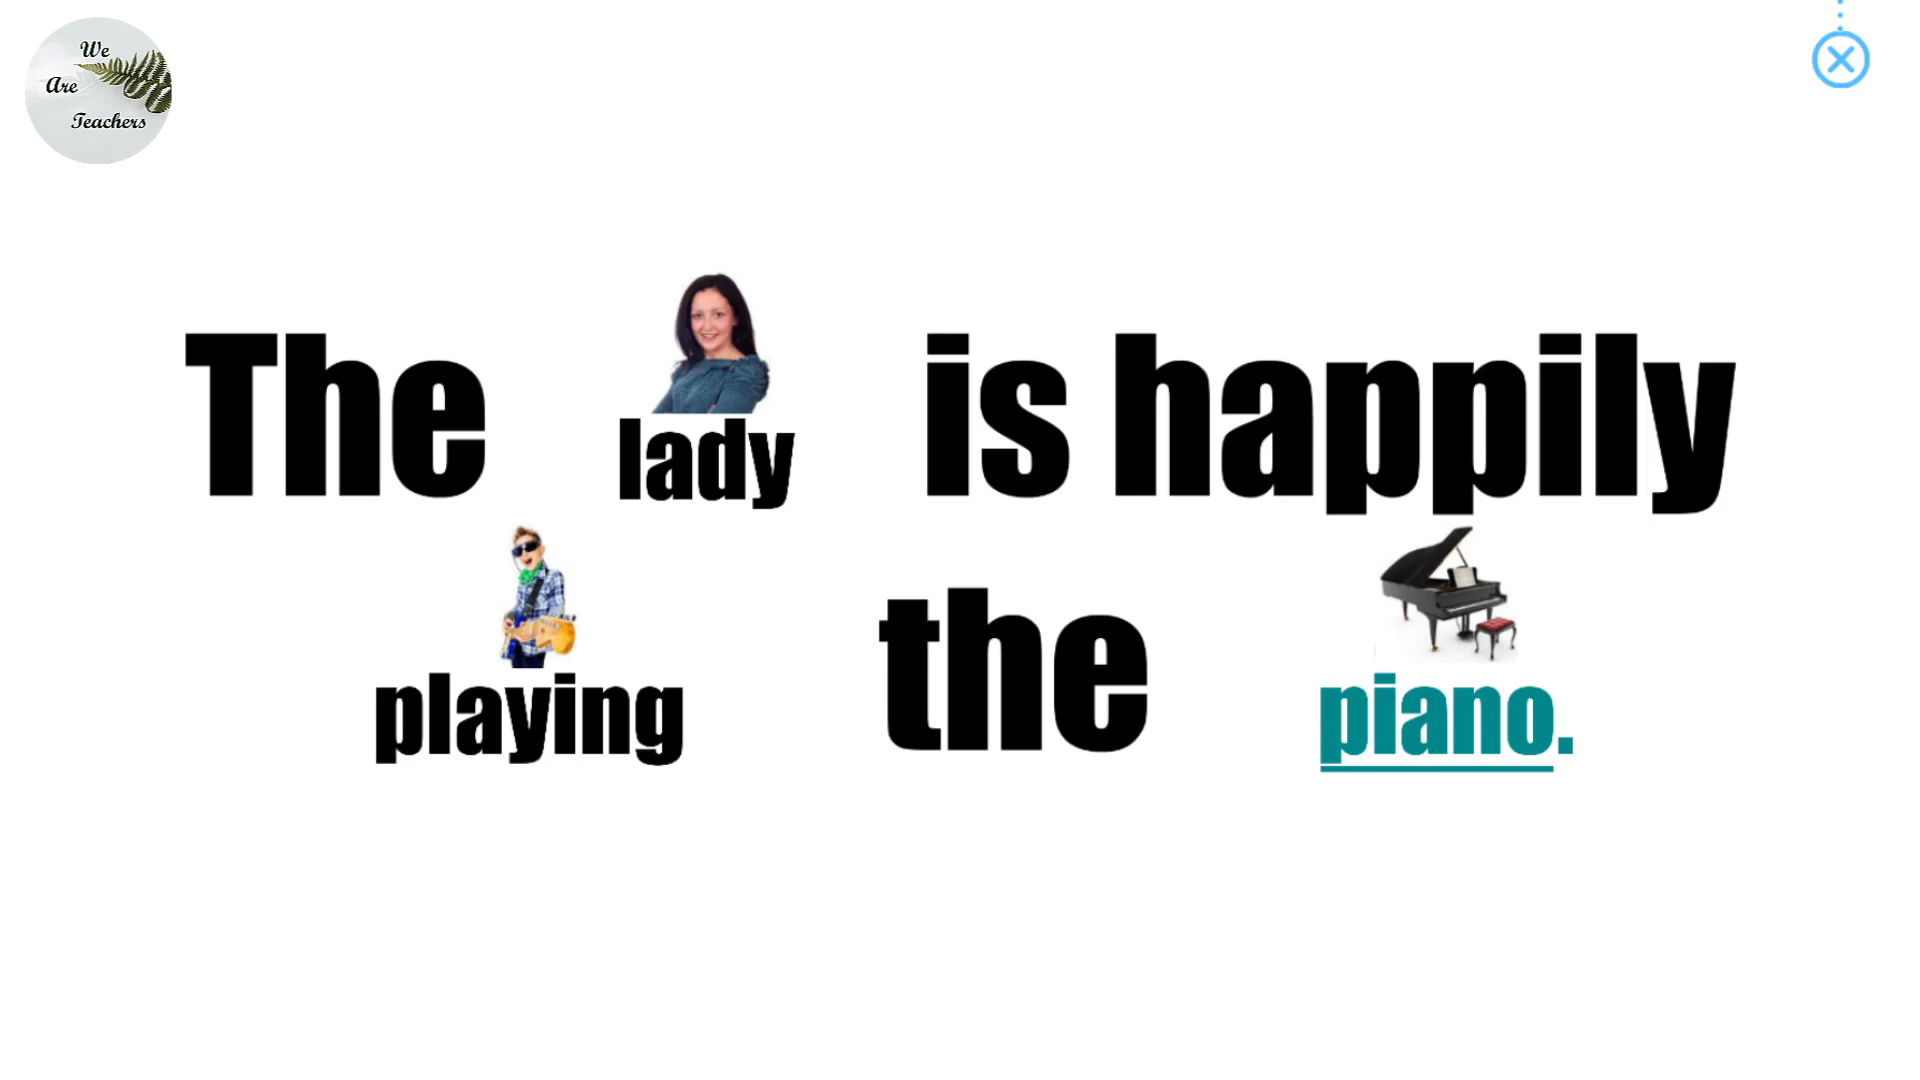 We
Are
Teachers
The lady is happily
playing the piano.